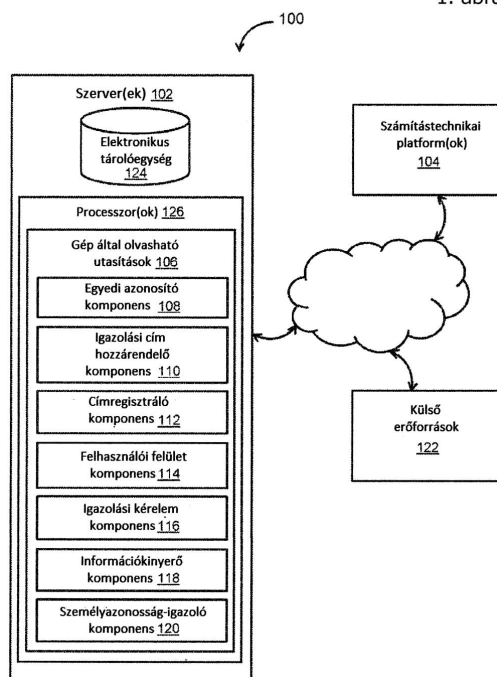 1. ábra
100
Szerver(ek) 102
Elektronikus
tárolóegység
124
Processzor(ok) 126
Gép által olvasható
utasítások 106
Egyedi azonosító
komponens 108
Igazolási cím
hozzárendelő
komponens 110
Címregisztráló
komponens 112
Felhasználói felület
komponens 114
Igazolási kérelem
komponens 116
Információkinyerő
komponens 118
Személyazonosság-igazoló
komponens 120
Számítástechnikai
platform(ok)
104
Külső
erőforrások
122